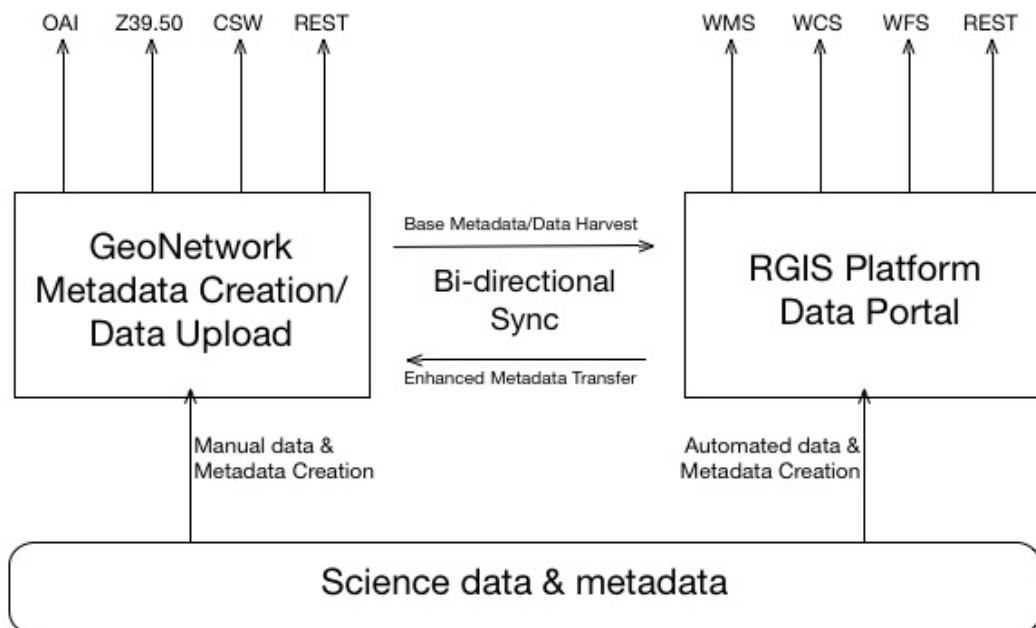 OAI Z39.50 CSW REST
WMS WCS WFS REST
GeoNetwork
Metadata Creation/
Data Upload
Base Metadata/Data Harvest
Bi-directional
Sync
Enhanced Metadata Transfer
RGIS Platform
Data Portal
Manual data &
Metadata Creation
Automated data &
Metadata Creation
Science data & metadata